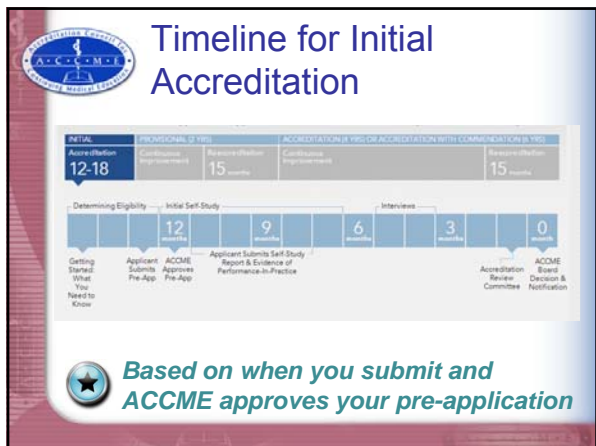 Accreditation Council for
A·C·C·M·E
Continuing Medical Education
Timeline for Initial
Accreditation
INITIAL PROVISIONAL (2 YRS) ACCREDITATION (4 YRS) OR ACCREDITATION WITH COMMENDATION (6 YRS)
Accreditation Continuous Reaccreditation Continuous Reaccreditation
Improvement Improvement
12-18 15 months 15 months
Determining Eligibility Initial Self-Study Interviews
12 9 6 3 0
months months months months month
Getting Started: What You Need to Know
Applicant Submits Pre-App
ACCME Approves Pre-App
Applicant Submits Self-Study
Report & Evidence of
Performance-In-Practice
Accreditation Review Committee
ACCME Board Decision & Notification
Based on when you submit and
ACCME approves your pre-application